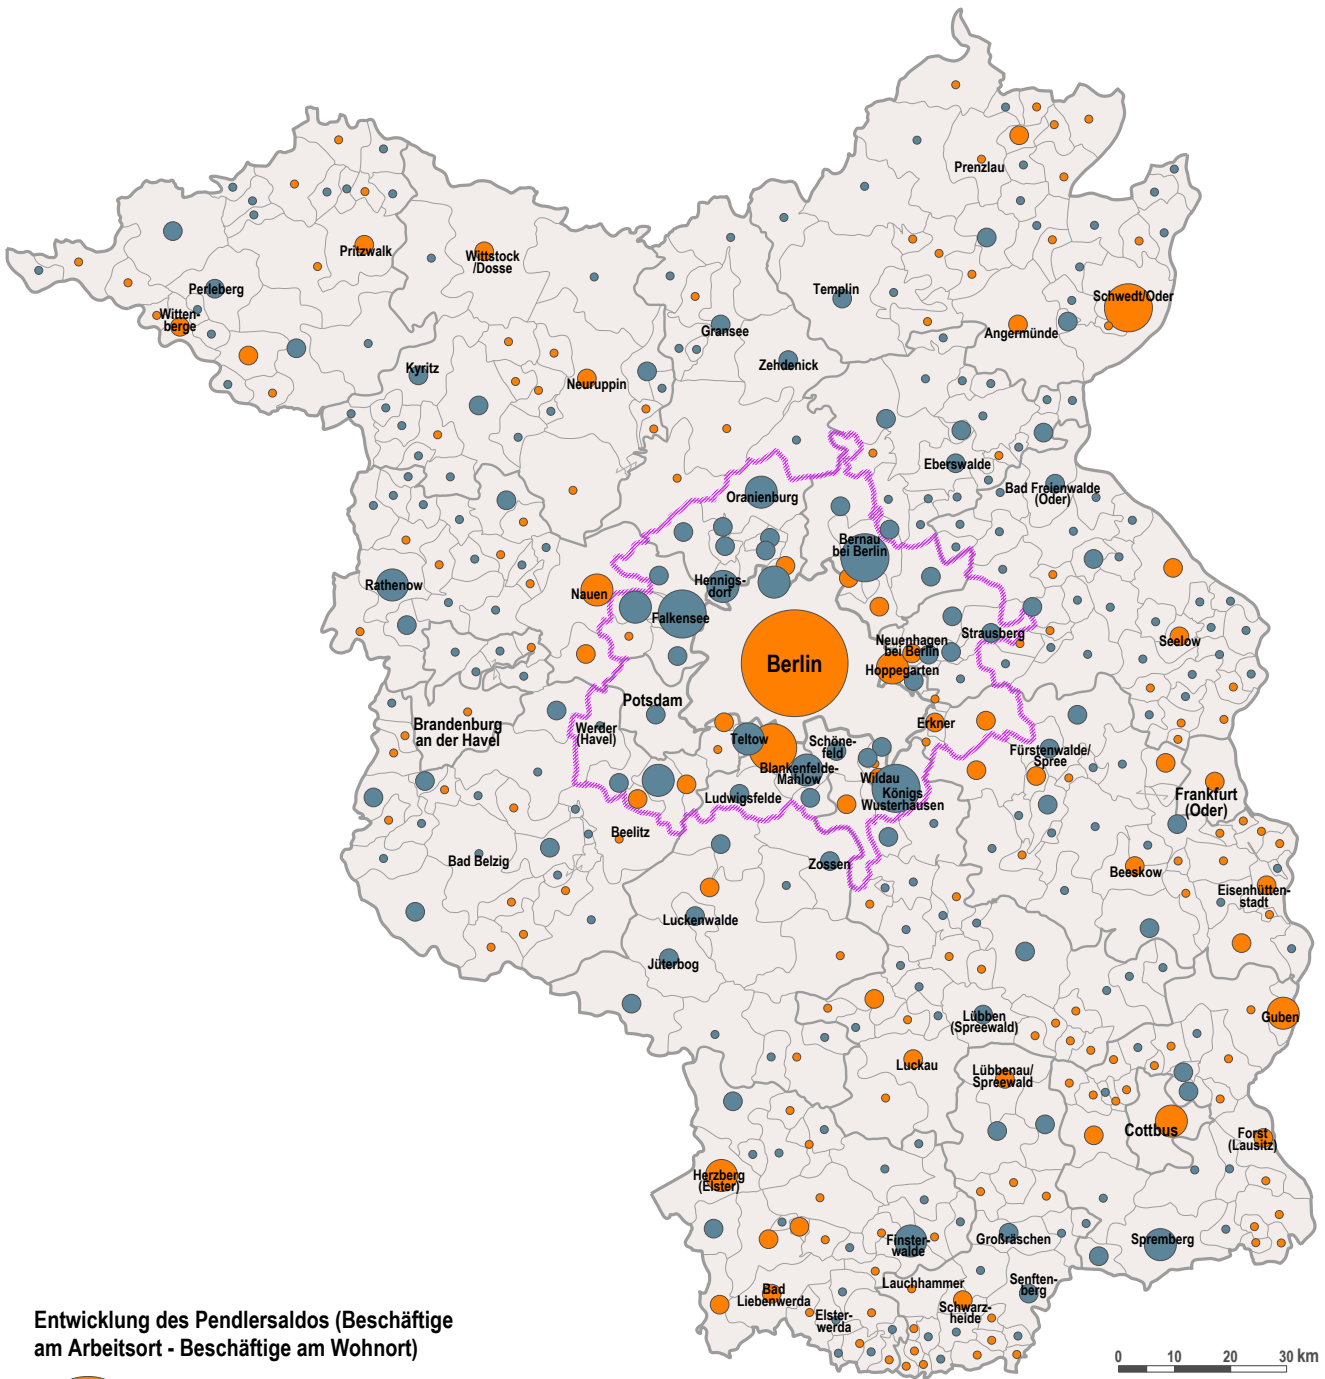 Prenzlau
Pritzwalk
Wittstock
/Dosse
Perleberg
Templin
Schwedt/Oder
Witten-
berge
Gransee
Angermünde
Zehdenick
Kyritz
Neuruppin
Eberswalde
Bad Freienwalde
(Oder)
Oranienburg
Bernau
bei Berlin
Rathenow
Nauen
Hennigs-
dorf
Falkensee
Strausberg
Neuenhagen
bei Berlin
Seelow
Berlin
Hoppegarten
Potsdam
Brandenburg
an der Havel
Werder
(Havel)
Erkner
Teltow
Schöne-
feld
Fürstenwalde/
Spree
Blankenfelde-
Mahlow
Wildau
Königs
Wusterhausen
Ludwigsfelde
Frankfurt
(Oder)
Beelitz
Bad Belzig
Zossen
Beeskow
Eisenhütten-
stadt
Luckenwalde
Jüterbog
Lübben
(Spreewald)
Guben
Luckau
Lübbenau/
Spreewald
Cottbus
Forst
(Lausitz)
Herzberg
(Elster)
Finster-
walde
Großräschen
Spremberg
Lauchhammer
Senften-
berg
Bad
Liebenwerda
Elster-
werda
Schwarz-
heide
Entwicklung des Pendlersaldos (Beschäftige
am Arbeitsort - Beschäftige am Wohnort)
0 10 20 30 km